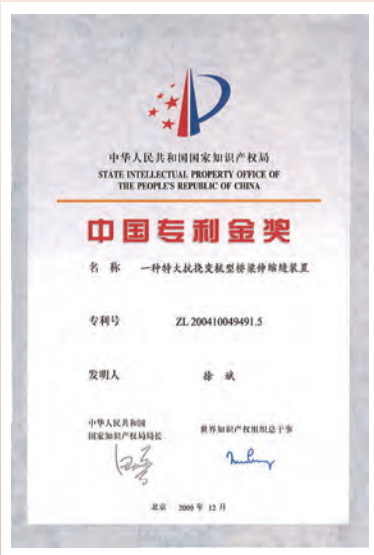 中华人民共和国国家知识产权局
STATE INTELLECTUAL PROPERTY OFFICE OF
THE PEOPLE'S REPUBLIC OF CHINA
中国专利金奖
名 称 一种特大抗挠变梳型桥梁伸缩缝装置
专利号 ZL 200410049491.5
发明人 徐 斌
中华人民共和国
国家知识产权局局长
世界知识产权组织总干事
北京 2009 年 12 月